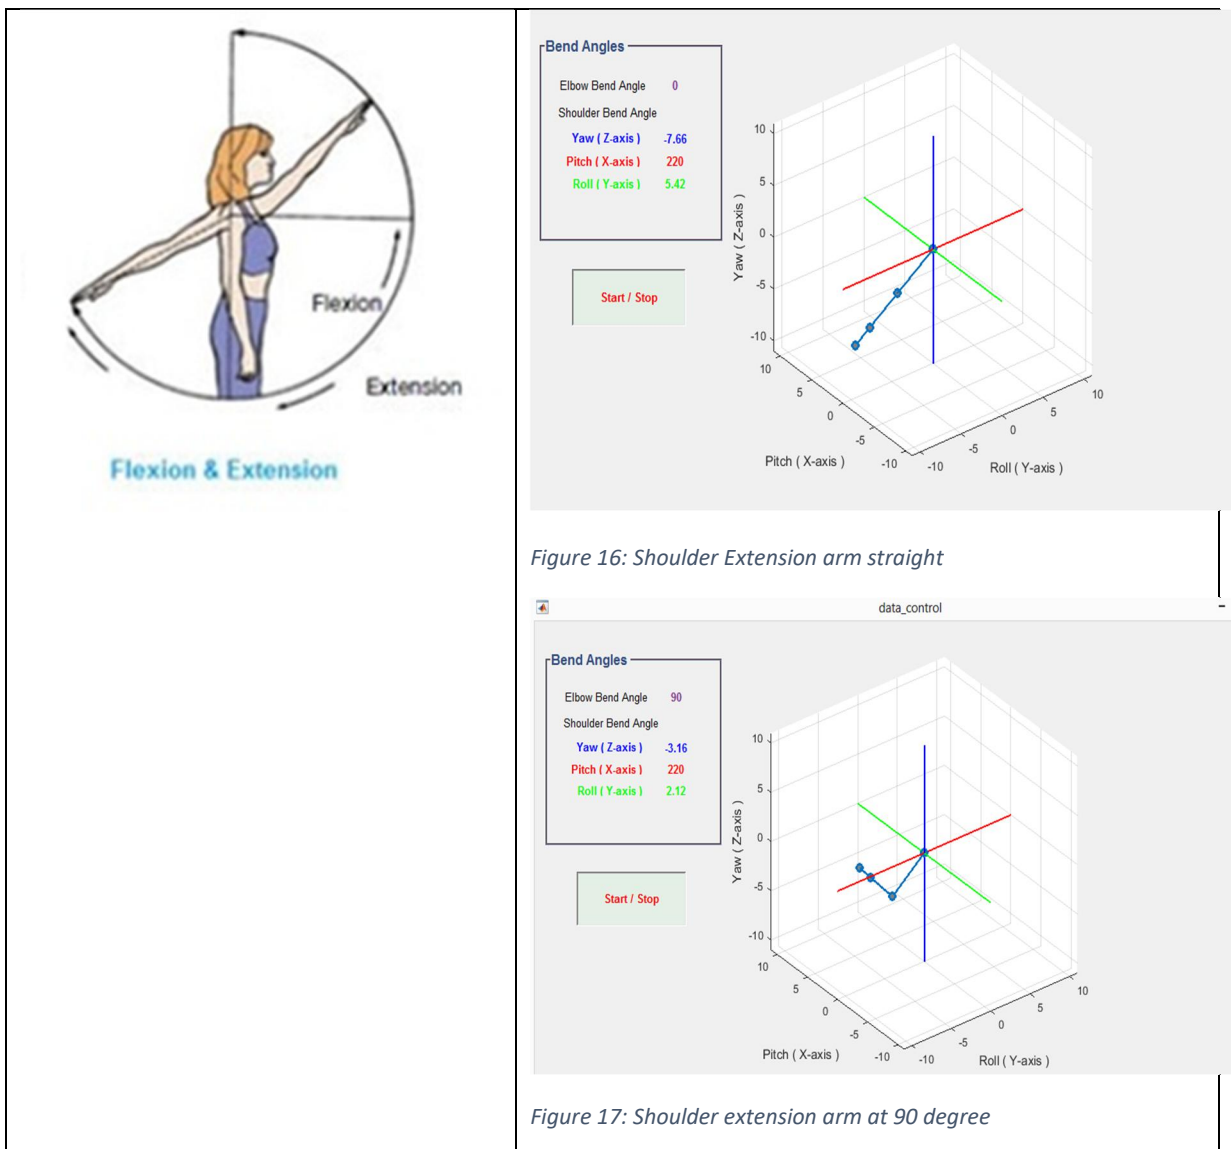 Flexion
Extension
Flexion & Extension
Bend Angles
Elbow Bend Angle 0
Shoulder Bend Angle
Yaw ( Z-axis ) -7.66
Pitch ( X-axis ) 220
Roll ( Y-axis ) 5.42
Start / Stop
Yaw ( Z-axis )
10
5
0
-5
-10
10
5
0
-5
-10
Pitch ( X-axis )
-10
-5
0
5
10
Roll ( Y-axis )
Figure 16: Shoulder Extension arm straight
data_control
Bend Angles
Elbow Bend Angle 90
Shoulder Bend Angle
Yaw ( Z-axis ) -3.16
Pitch ( X-axis ) 220
Roll ( Y-axis ) 2.12
Start / Stop
Yaw ( Z-axis )
10
5
0
-5
-10
10
5
0
-5
-10
Pitch ( X-axis )
-10
-5
0
5
10
Roll ( Y-axis )
Figure 17: Shoulder extension arm at 90 degree